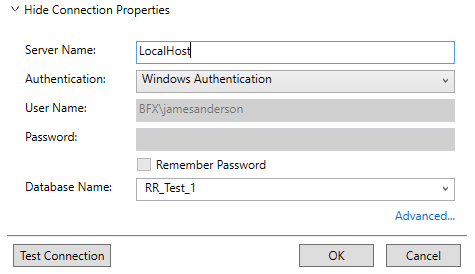 Hide Connection Properties
Server Name: LocalHost
Authentication: Windows Authentication
User Name: BFX\jamesanderson
Password:
Remember Password
Database Name: RR_Test_1
Advanced...
Test Connection OK Cancel